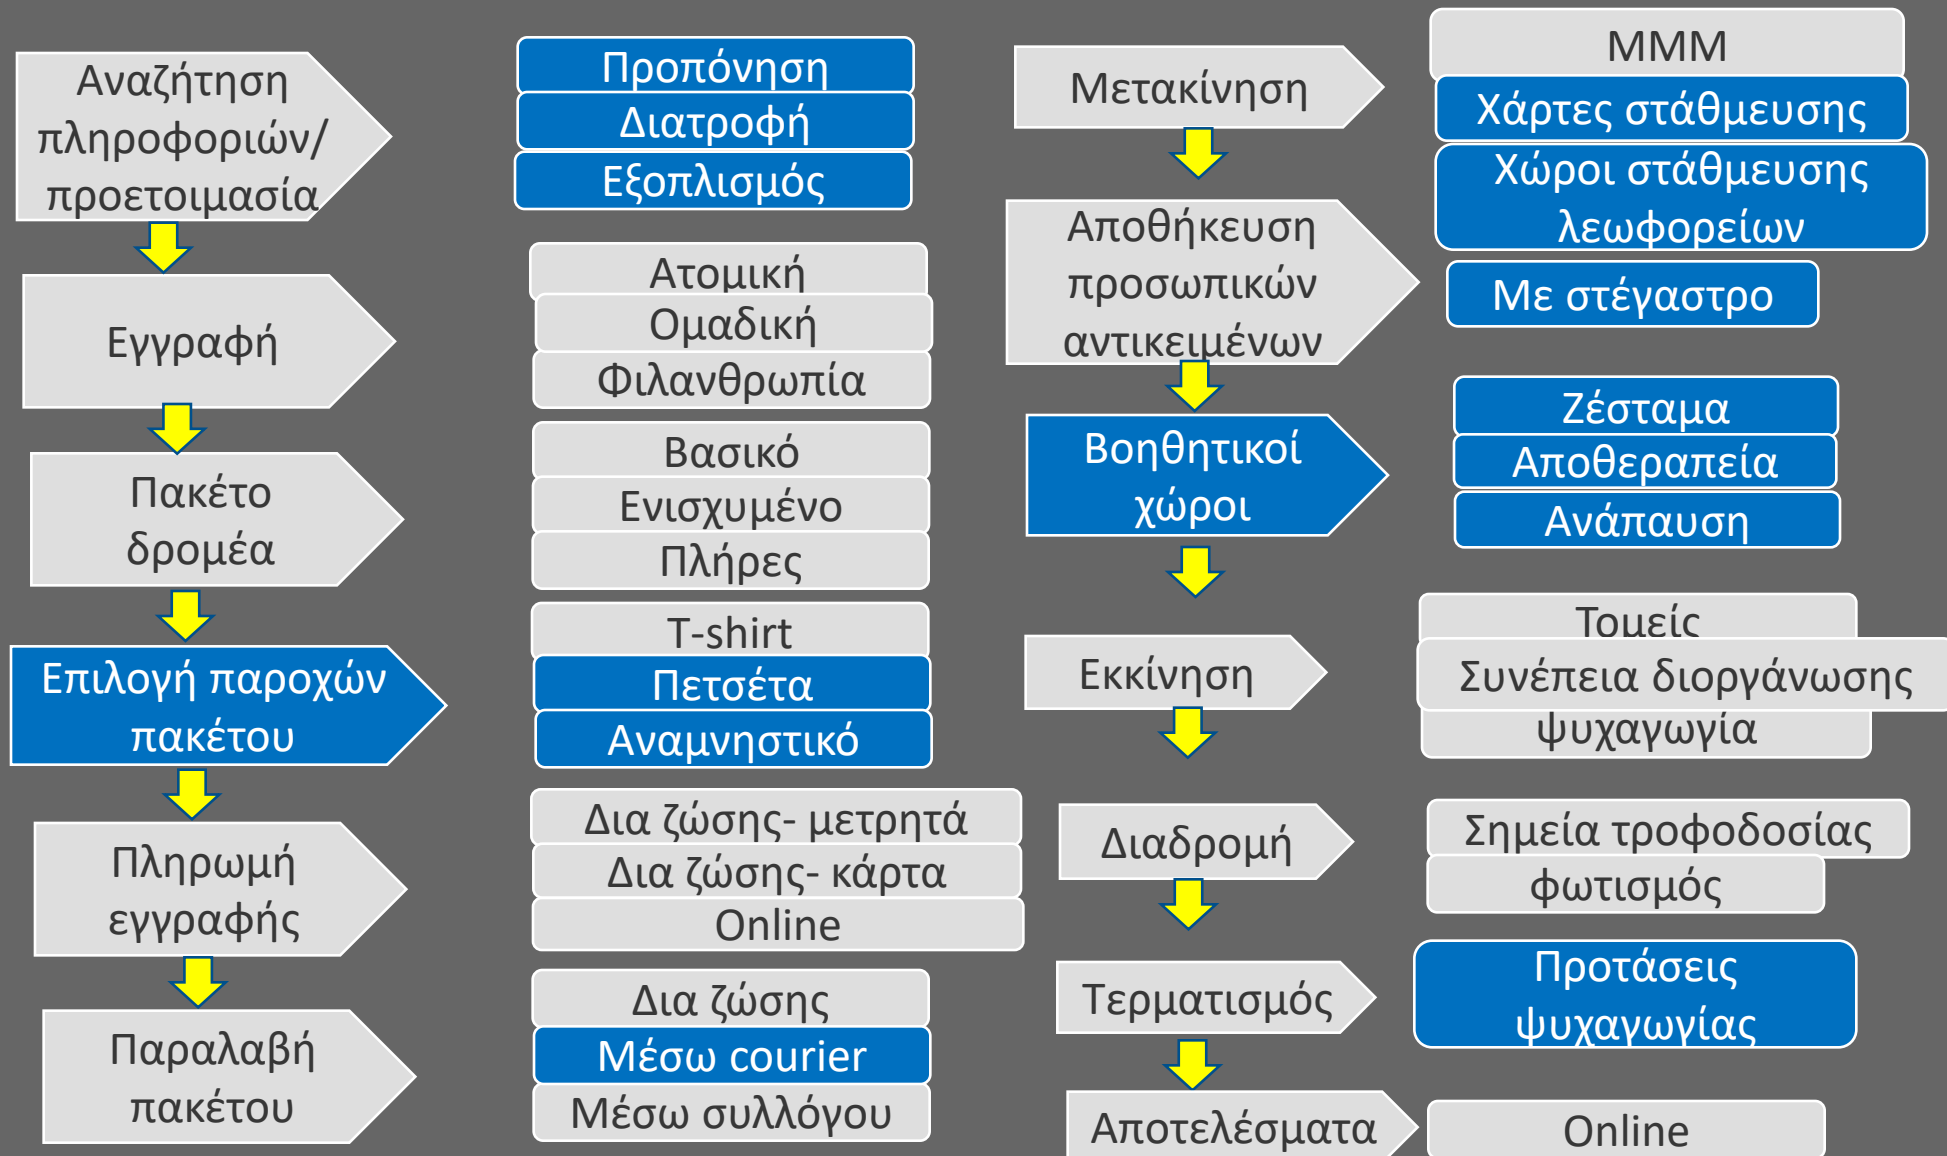 Αναζήτηση
πληροφοριών/
προετοιμασία
Προπόνηση
Διατροφή
Εξοπλισμός
Εγγραφή
Ατομική
Ομαδική
Φιλανθρωπία
Πακέτο
δρομέα
Βασικό
Ενισχυμένο
Πλήρες
Επιλογή παροχών
πακέτου
T-shirt
Πετσέτα
Αναμνηστικό
Πληρωμή
εγγραφής
Δια ζώσης- μετρητά
Δια ζώσης- κάρτα
Online
Παραλαβή
πακέτου
Δια ζώσης
Μέσω courier
Μέσω συλλόγου
Μετακίνηση
ΜΜΜ
Χάρτες στάθμευσης
Χώροι στάθμευσης
λεωφορείων
Αποθήκευση
προσωπικών
αντικειμένων
Με στέγαστρο
Βοηθητικοί
χώροι
Ζέσταμα
Αποθεραπεία
Ανάπαυση
Εκκίνηση
Τομείς
Συνέπεια διοργάνωσης
ψυχαγωγία
Διαδρομή
Σημεία τροφοδοσίας
φωτισμός
Τερματισμός
Προτάσεις
ψυχαγωγίας
Αποτελέσματα
Online